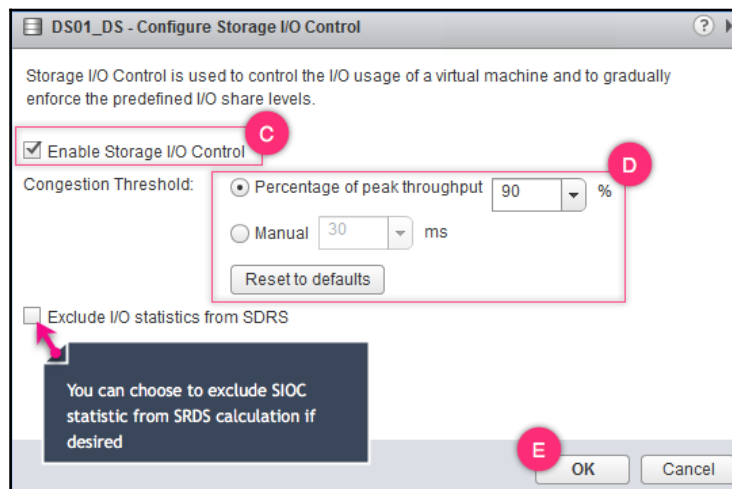 DS01_DS - Configure Storage I/O Control ?
Storage I/O Control is used to control the I/O usage of a virtual machine and to gradually
enforce the predefined I/O share levels.
C
Enable Storage I/O Control
D
Congestion Threshold: Percentage of peak throughput 90 %
Manual 30 ms
Reset to defaults
Exclude I/O statistics from SDRS
You can choose to exclude SIOC
statistic from SRDS calculation if
desired
E
OK Cancel